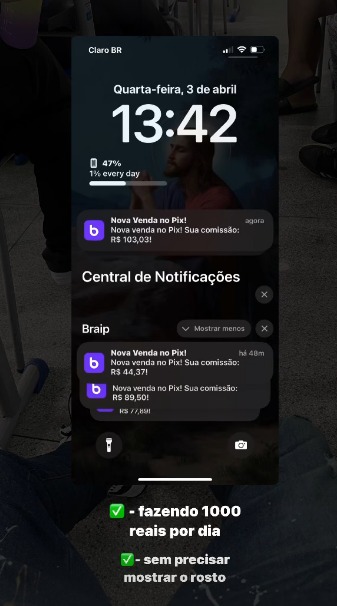 Claro BR
Quarta-feira, 3 de abril
13:42
47%
1% every day
Nova Venda no Pix!
agora
Nova venda no Pix! Sua comissão:
R$ 103,03!
Central de Notificações
Braip
Mostrar menos
Nova Venda no Pix!
há 48m
Nova venda no Pix! Sua comissão:
R$ 44,37!
Nova venda no Pix! Sua comissão:
R$ 89,50!
R$ 77,89!
✅ - fazendo 1000
reais por dia
✅- sem precisar
mostrar o rosto